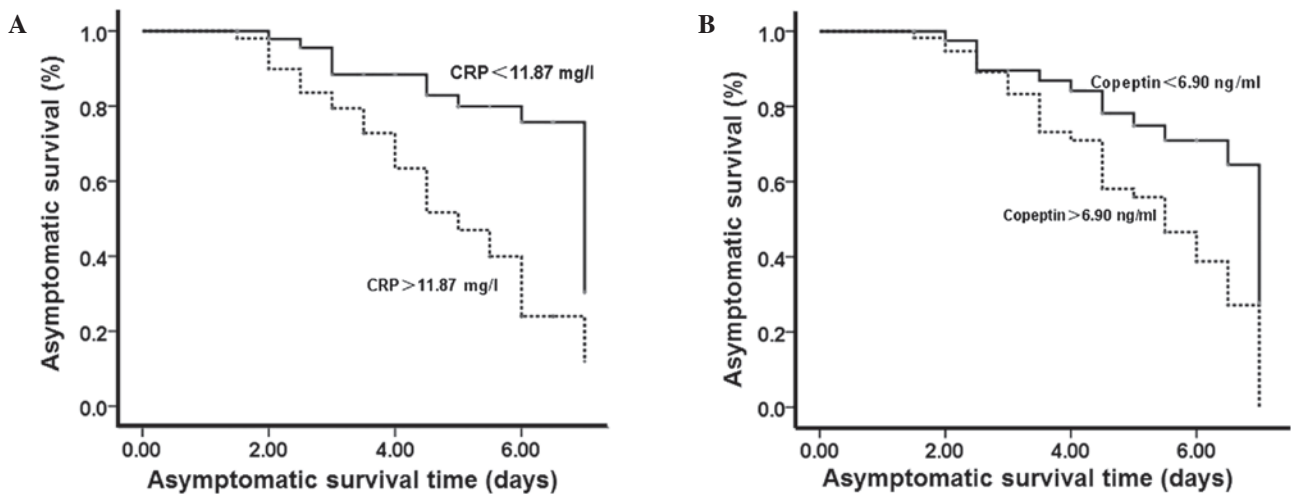 A
Asymptomatic survival (%)
1.0
0.8
0.6
0.4
0.2
0.0
CRP＜11.87 mg/l
CRP＞11.87 mg/l
0.00 2.00 4.00 6.00
Asymptomatic survival time (days)
B
Asymptomatic survival (%)
1.0
0.8
0.6
0.4
0.2
0.0
Copeptin＜6.90 ng/ml
Copeptin＞6.90 ng/ml
0.00 2.00 4.00 6.00
Asymptomatic survival time (days)